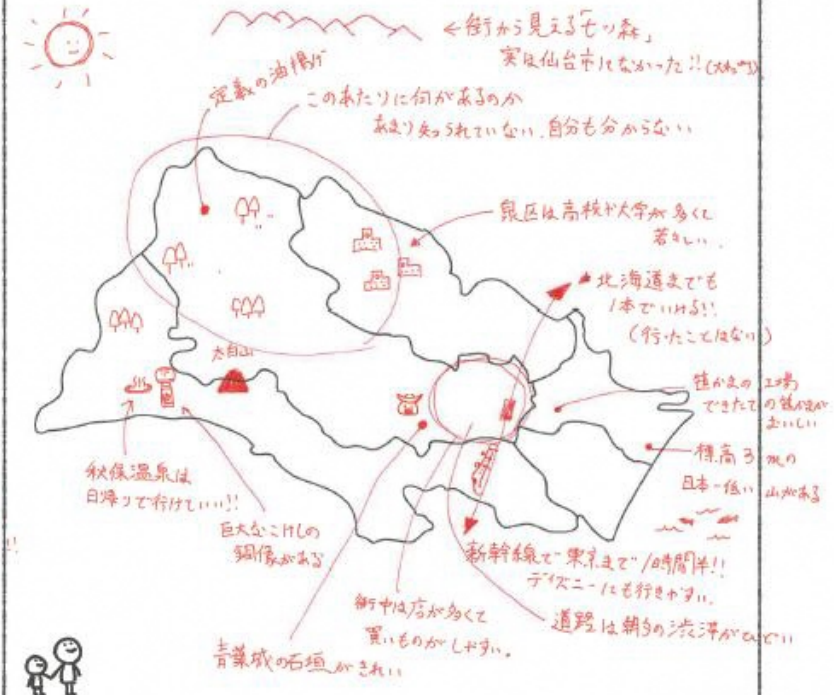 ←街から見える「七ツ森」
実は仙台市じゃなかった!!
定義の油揚げ
このあたりに何があるのか
あまり知られていない。自分も分からない
泉区は高校や大学が多くて
若々しい。
北海道までも
1本でいける!!
(行ったことはない)
太白山
笹かまの工場
できたての笹かまが
おいしい
標高3mの
日本一低い山がある
秋保温泉は
日帰りで行けていい!!
巨大なこけしの
銅像がある
新幹線で東京まで1時間半!!
ディズニーにも行きやすい。
街中は店が多くて
買いものがしやすい。
道路は朝夕の渋滞がひどい
青葉城の石垣がきれい
!!